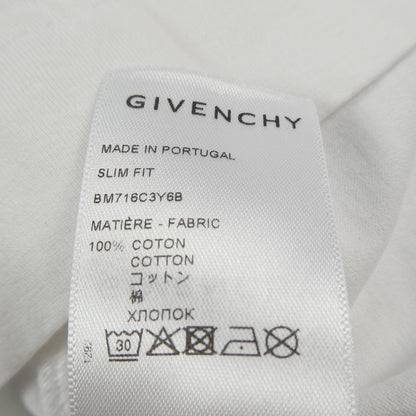 GIVENCHY
MADE IN PORTUGAL
SLIM FIT
BM716C3Y6B
MATIÈRE - FABRIC
100% COTON
COTTON
コットン
棉
ХЛОПОК
30
1292